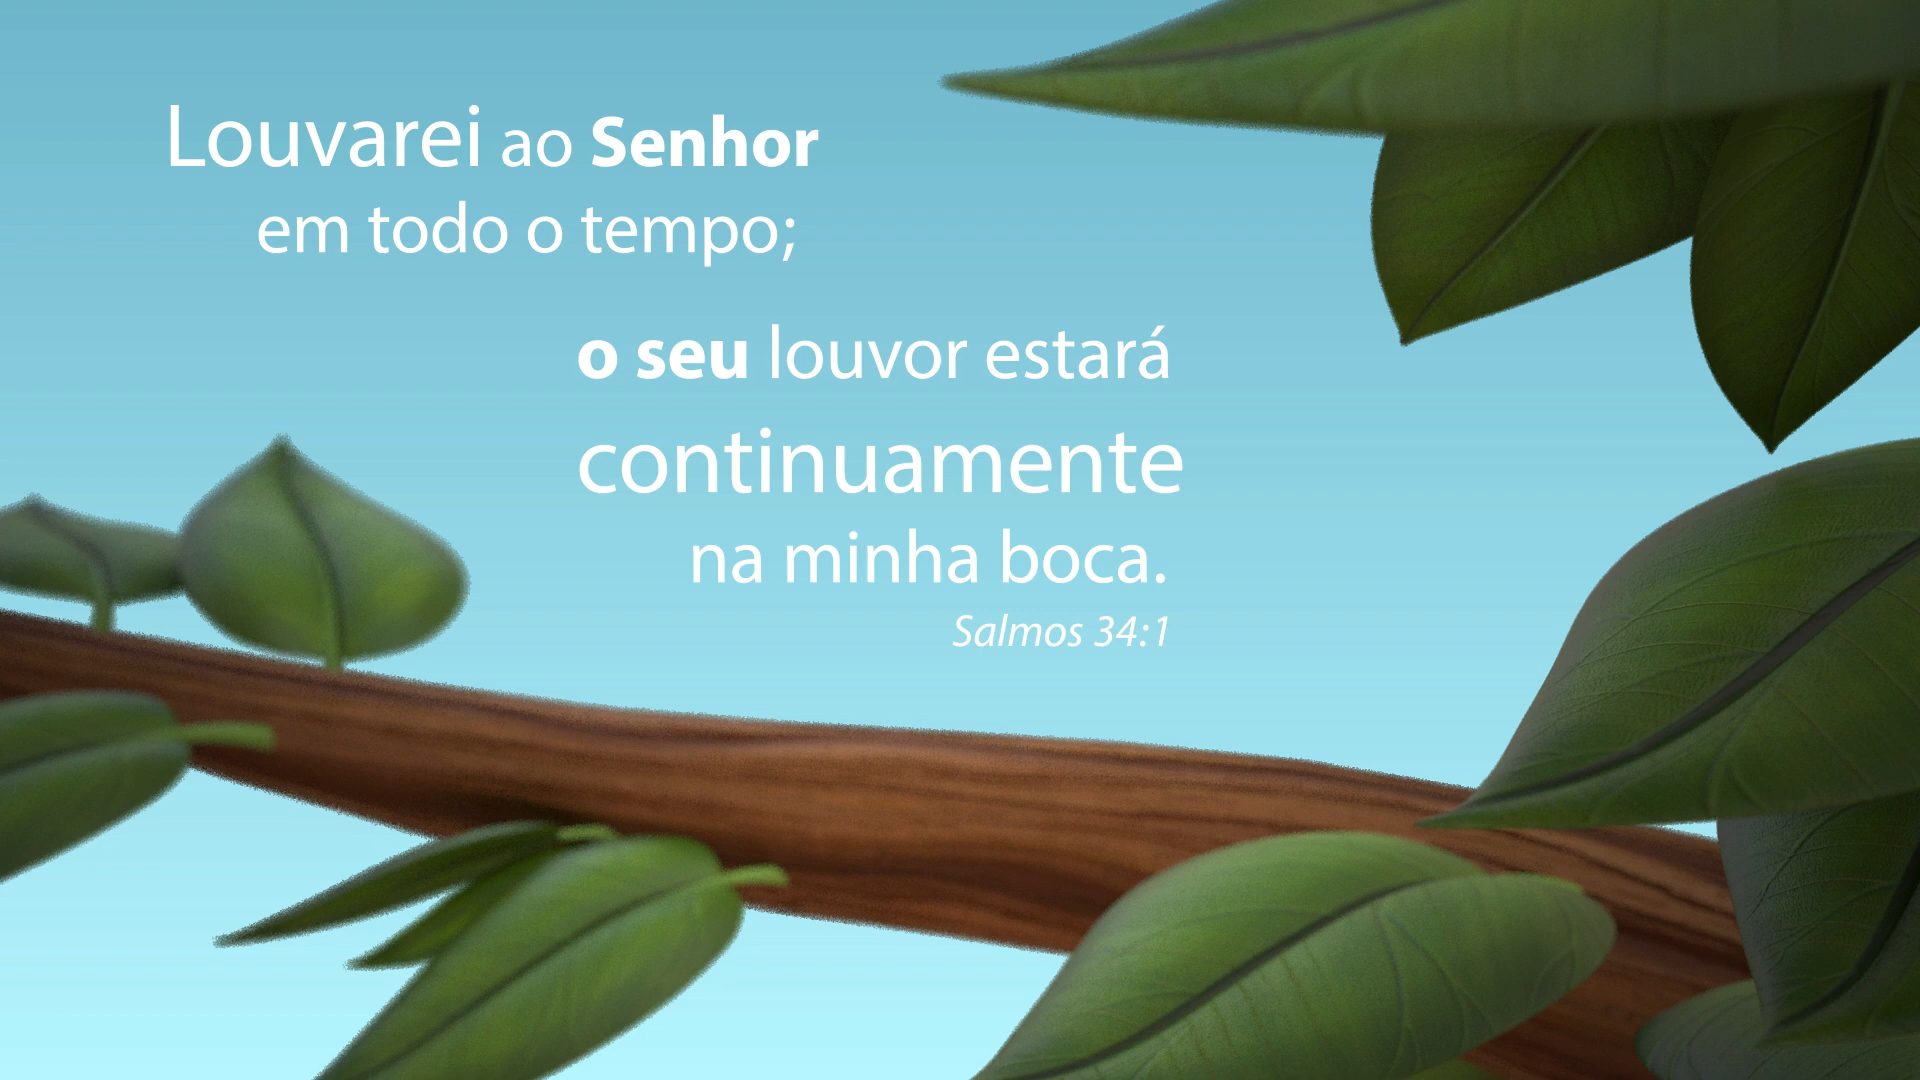 Louvarei ao Senhor
em todo o tempo;
o seu louvor estará
continuamente
na minha boca.
Salmos 34:1